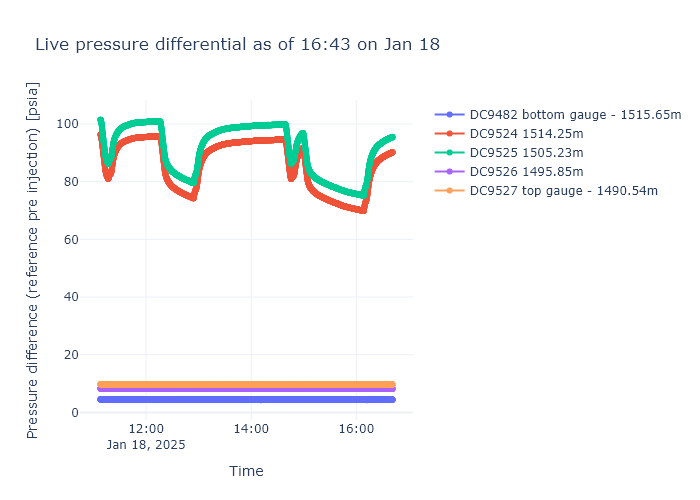 Live pressure differential as of 16:43 on Jan 18
Pressure difference (reference pre injection) [psia]
100
80
60
40
20
0
12:00
Jan 18, 2025
14:00
16:00
Time
DC9482 bottom gauge - 1515.65m
DC9524 1514.25m
DC9525 1505.23m
DC9526 1495.85m
DC9527 top gauge - 1490.54m